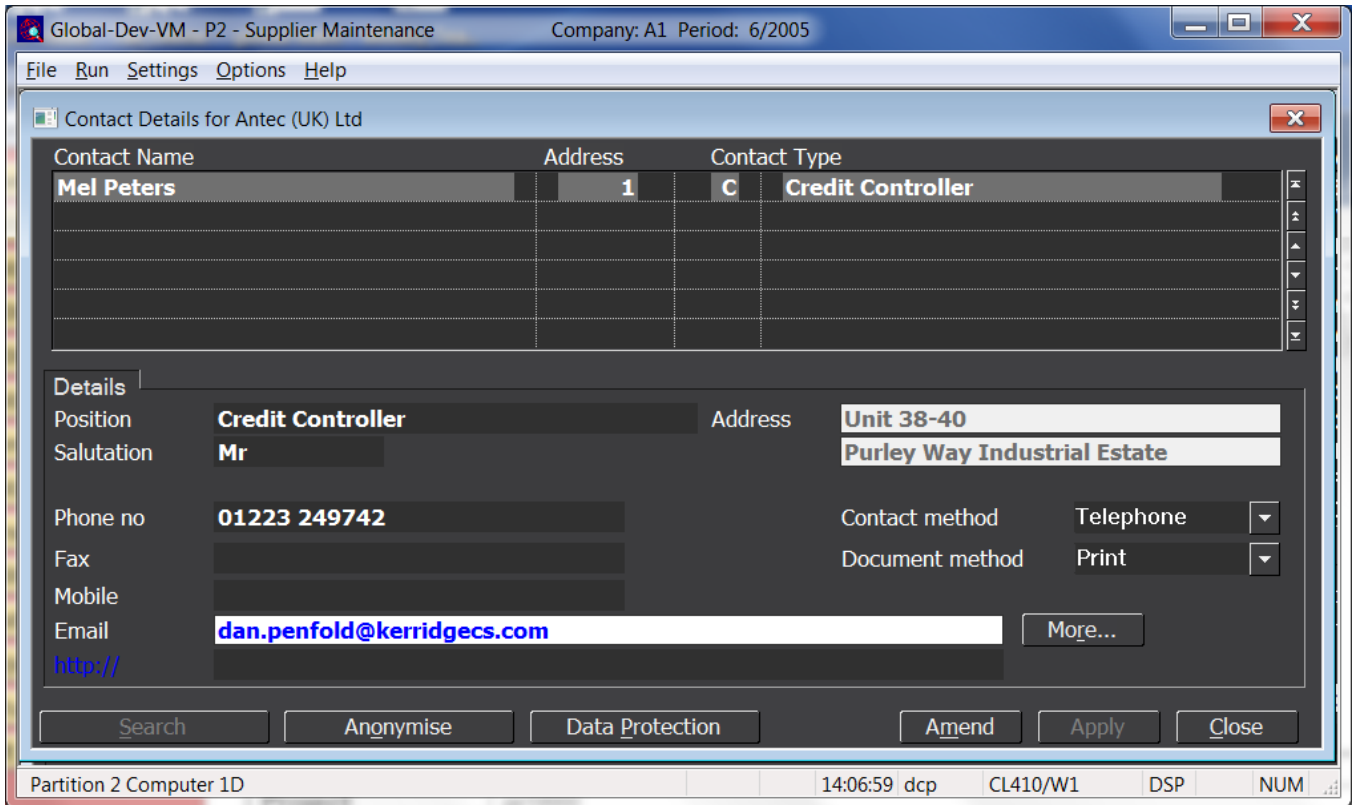 Global-Dev-VM - P2 - Supplier Maintenance Company: A1 Period: 6/2005
File Run Settings Options Help
Contact Details for Antec (UK) Ltd
Contact Name Address Contact Type
Mel Peters 1 C Credit Controller
Details
Position Credit Controller Address Unit 38-40
Salutation Mr Purley Way Industrial Estate
Phone no 01223 249742 Contact method Telephone
Fax Document method Print
Mobile
Email dan.penfold@kerridgecs.com More...
http://
Search Anonymise Data Protection Amend Apply Close
Partition 2 Computer 1D 14:06:59 dcp CL410/W1 DSP NUM